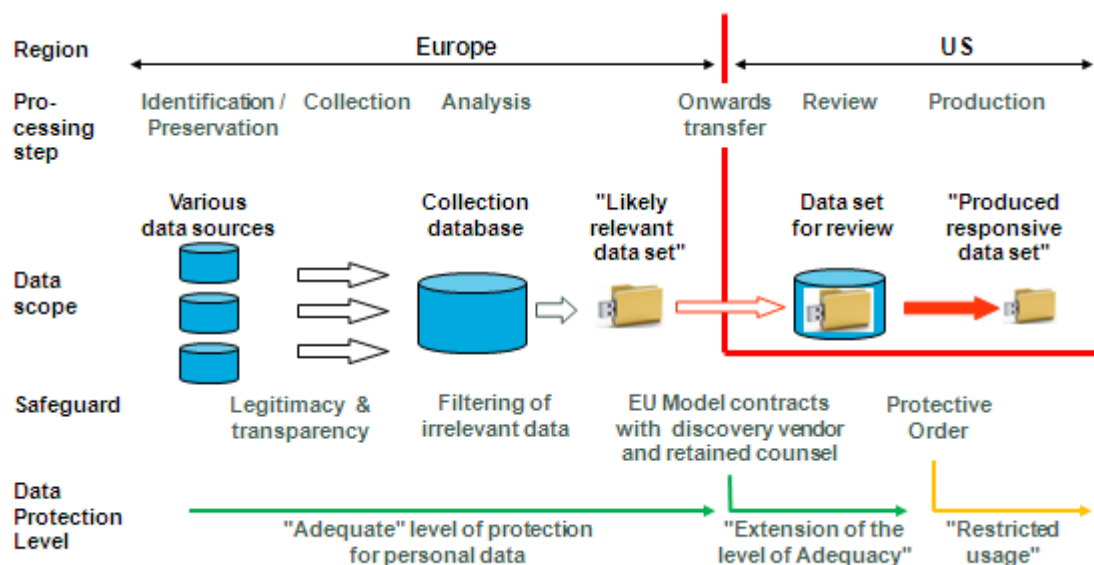 Region
Europe
US
Pro-
cessing
step
Identification /
Preservation
Collection
Analysis
Onwards
transfer
Review
Production
Various
data sources
Collection
database
"Likely
relevant
data set"
Data set
for review
"Produced
responsive
data set"
Data
scope
Safeguard
Legitimacy &
transparency
Filtering of
irrelevant data
EU Model contracts
with discovery vendor
and retained counsel
Protective
Order
Data
Protection
Level
"Adequate" level of protection
for personal data
"Extension of the
level of Adequacy"
"Restricted
usage"